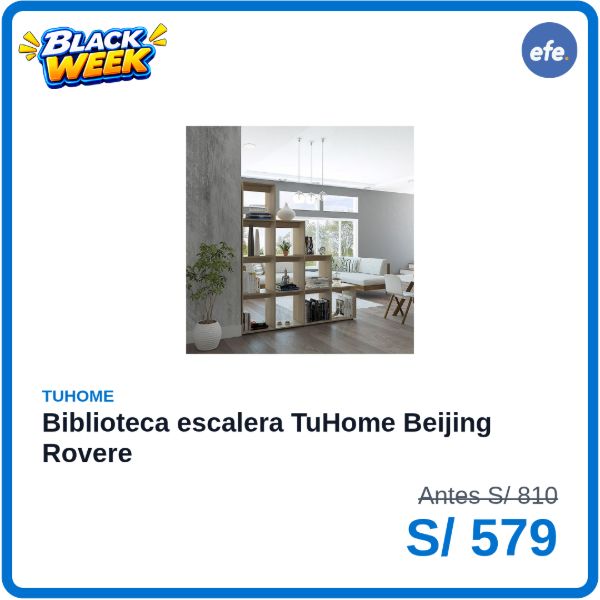 BLACK
WEEK
efe.
TUHOME
Biblioteca escalera TuHome Beijing
Rovere
Antes S/ 810
S/ 579